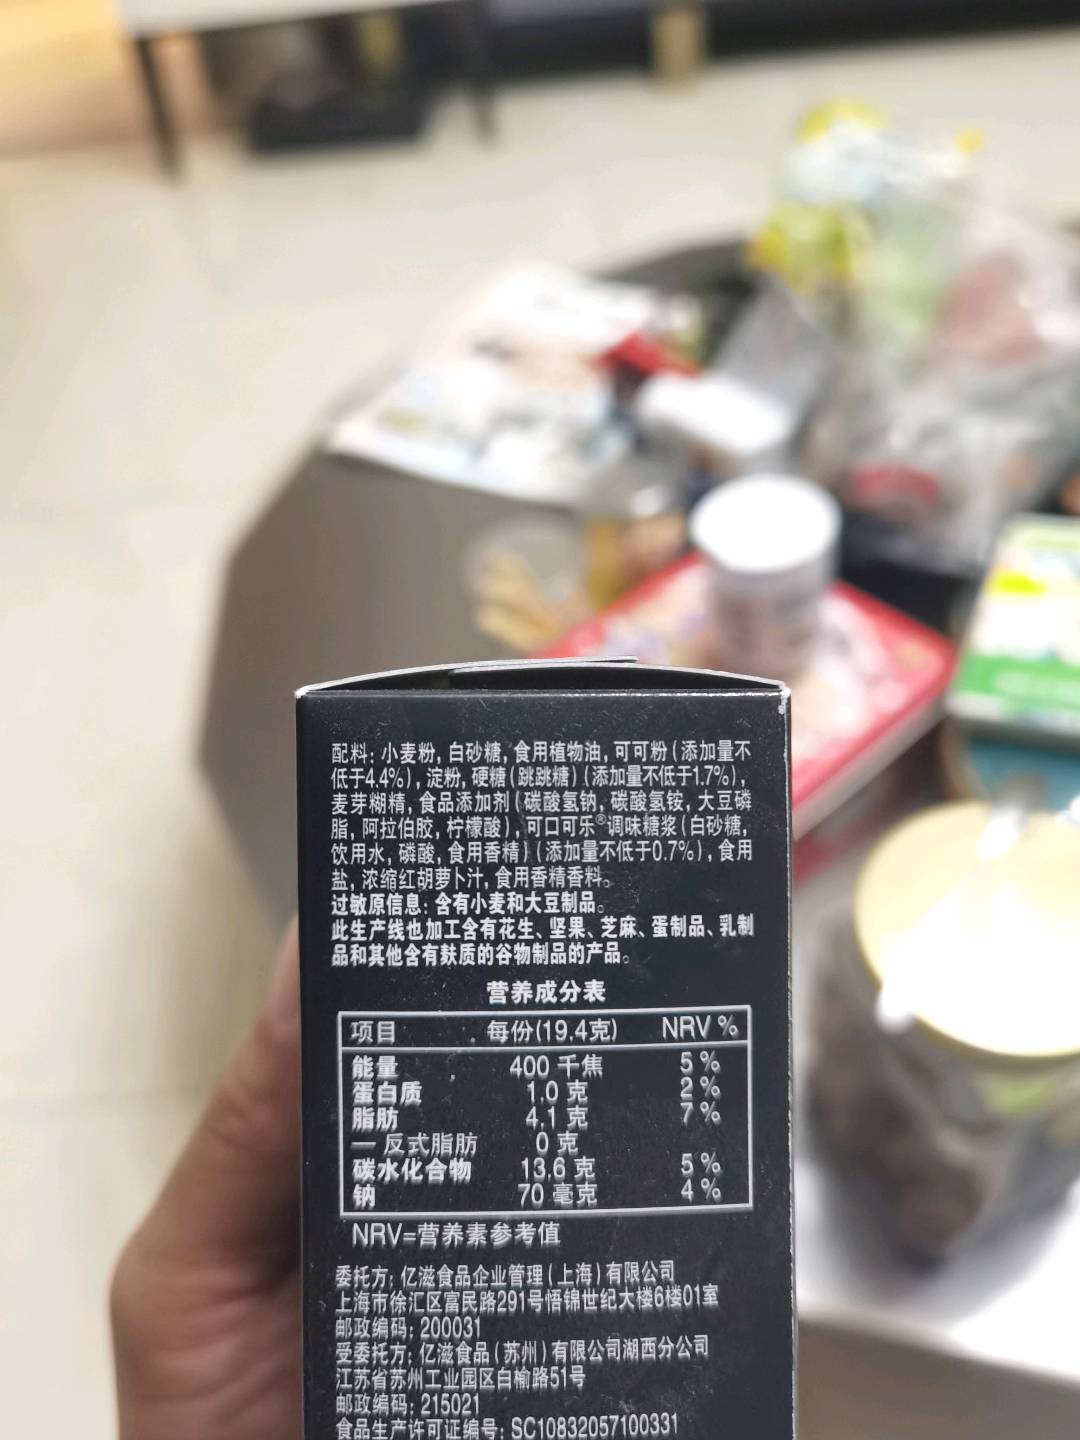 配料: 小麦粉, 白砂糖, 食用植物油, 可可粉 (添加量不
低于4.4%), 淀粉, 硬糖 (跳跳糖) (添加量不低于1.7%),
麦芽糊精, 食品添加剂 (碳酸氢钠, 碳酸氢铵, 大豆磷
脂, 阿拉伯胶, 柠檬酸), 可口可乐®调味糖浆 (白砂糖,
饮用水, 磷酸, 食用香精) (添加量不低于0.7%), 食用
盐, 浓缩红胡萝卜汁, 食用香精香料。
过敏原信息: 含有小麦和大豆制品。
此生产线也加工含有花生、坚果、芝麻、蛋制品、乳制
品和其他含有麸质的谷物制品的产品。
营养成分表
项目 每份(19.4克) NRV %
能量 400 千焦 5 %
蛋白质 1.0 克 2 %
脂肪 4.1 克 7 %
— 反式脂肪 0 克
碳水化合物 13.6 克 5 %
钠 70 毫克 4 %
NRV=营养素参考值
委托方: 亿滋食品企业管理 (上海) 有限公司
上海市徐汇区富民路291号悟锦世纪大楼6楼01室
邮政编码: 200031
受委托方: 亿滋食品 (苏州) 有限公司湖西分公司
江苏省苏州工业园区白榆路51号
邮政编码: 215021
食品生产许可证编号: SC10832057100331